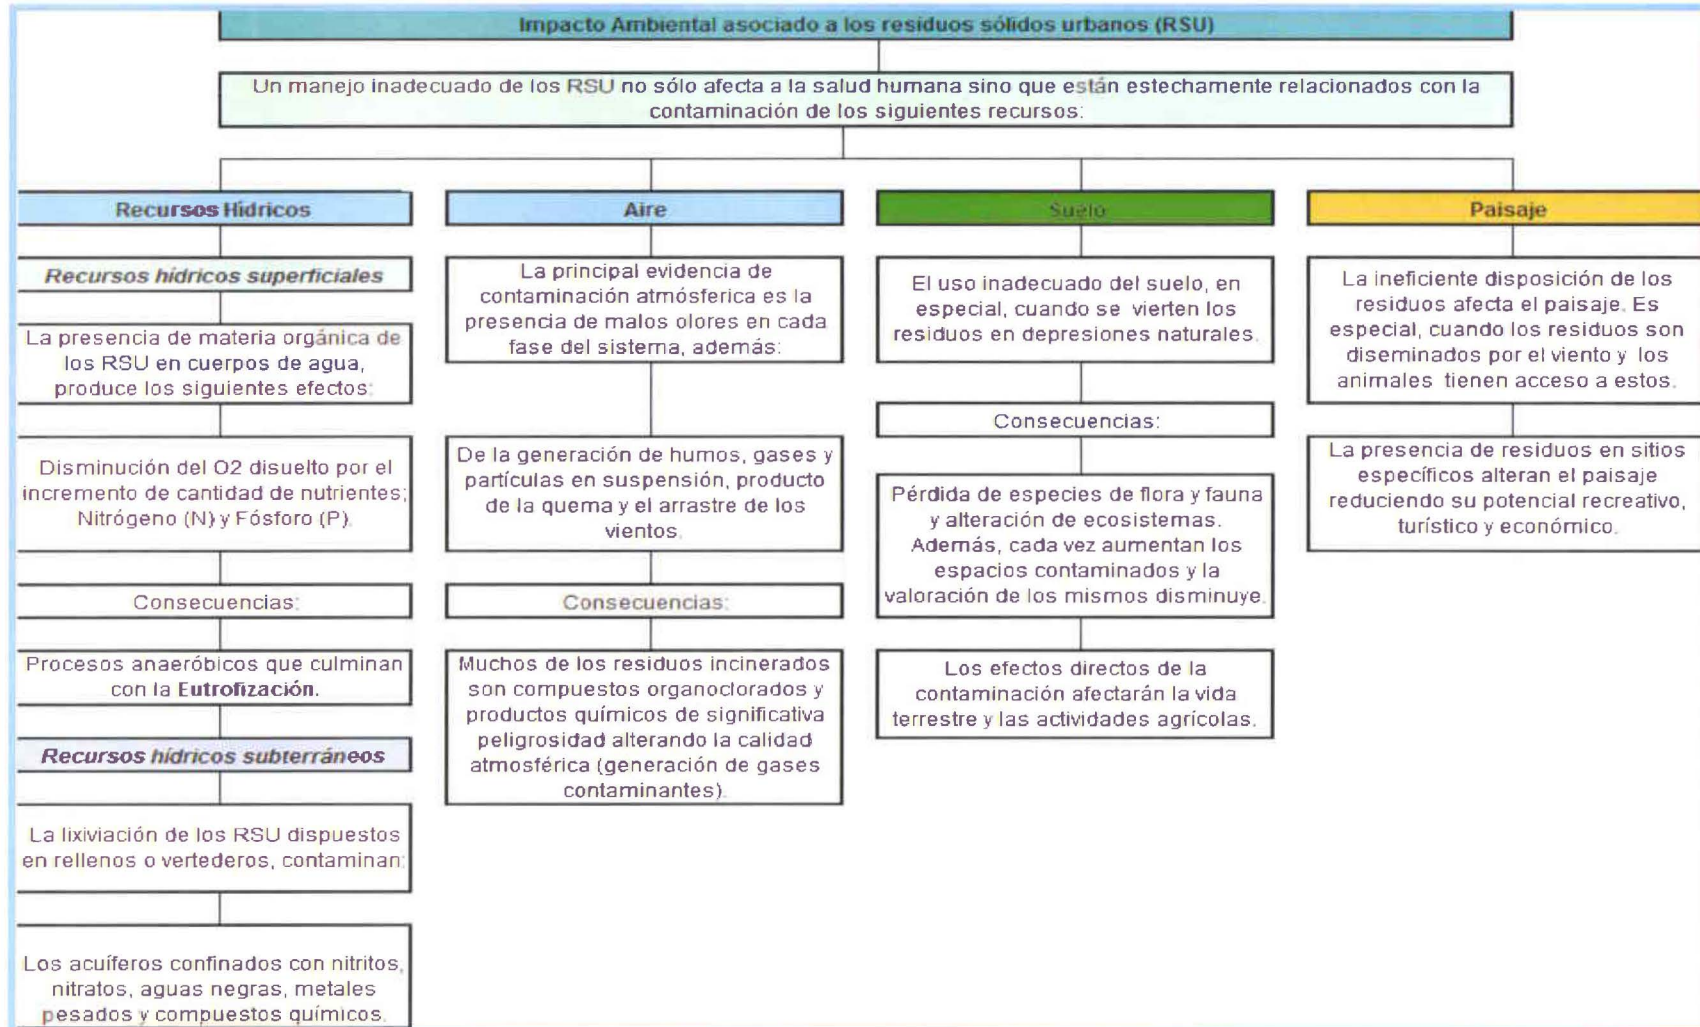 Impacto Ambiental asociado a los residuos sólidos urbanos (RSU)
Un manejo inadecuado de los RSU no sólo afecta a la salud humana sino que están estechamente relacionados con la
contaminación de los siguientes recursos:
Recursos Hídricos
Recursos hídricos superficiales
La presencia de materia orgánica de
los RSU en cuerpos de agua,
produce los siguientes efectos:
Disminución del O2 disuelto por el
incremento de cantidad de nutrientes;
Nitrógeno (N) y Fósforo (P).
Consecuencias:
Procesos anaeróbicos que culminan
con la Eutrofización.
Recursos hídricos subterráneos
La lixiviación de los RSU dispuestos
en rellenos o vertederos, contaminan:
Los acuíferos confinados con nitritos,
nitratos, aguas negras, metales
pesados y compuestos químicos.
Aire
La principal evidencia de
contaminación atmósferica es la
presencia de malos olores en cada
fase del sistema, además:
De la generación de humos, gases y
partículas en suspensión, producto
de la quema y el arrastre de los
vientos.
Consecuencias:
Muchos de los residuos incinerados
son compuestos organoclorados y
productos químicos de significativa
peligrosidad alterando la calidad
atmosférica (generación de gases
contaminantes).
Suelo
El uso inadecuado del suelo, en
especial, cuando se vierten los
residuos en depresiones naturales.
Consecuencias:
Pérdida de especies de flora y fauna
y alteración de ecosistemas.
Además, cada vez aumentan los
espacios contaminados y la
valoración de los mismos disminuye.
Los efectos directos de la
contaminación afectarán la vida
terrestre y las actividades agrícolas.
Paisaje
La ineficiente disposición de los
residuos afecta el paisaje. Es
especial, cuando los residuos son
diseminados por el viento y los
animales tienen acceso a estos.
La presencia de residuos en sitios
específicos alteran el paisaje
reduciendo su potencial recreativo,
turístico y económico.